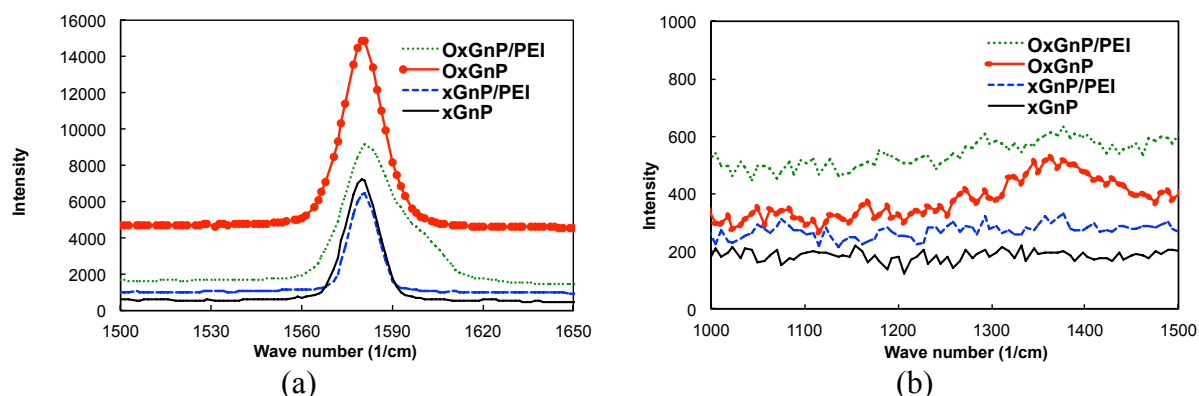 16000
14000
12000
10000
8000
6000
4000
2000
0
Intensity
OxGnP/PEI
OxGnP
xGnP/PEI
xGnP
1500 1530 1560 1590 1620 1650
Wave number (1/cm)
(a)
1000
800
600
400
200
0
Intensity
OxGnP/PEI
OxGnP
xGnP/PEI
xGnP
1000 1100 1200 1300 1400 1500
Wave number (1/cm)
(b)